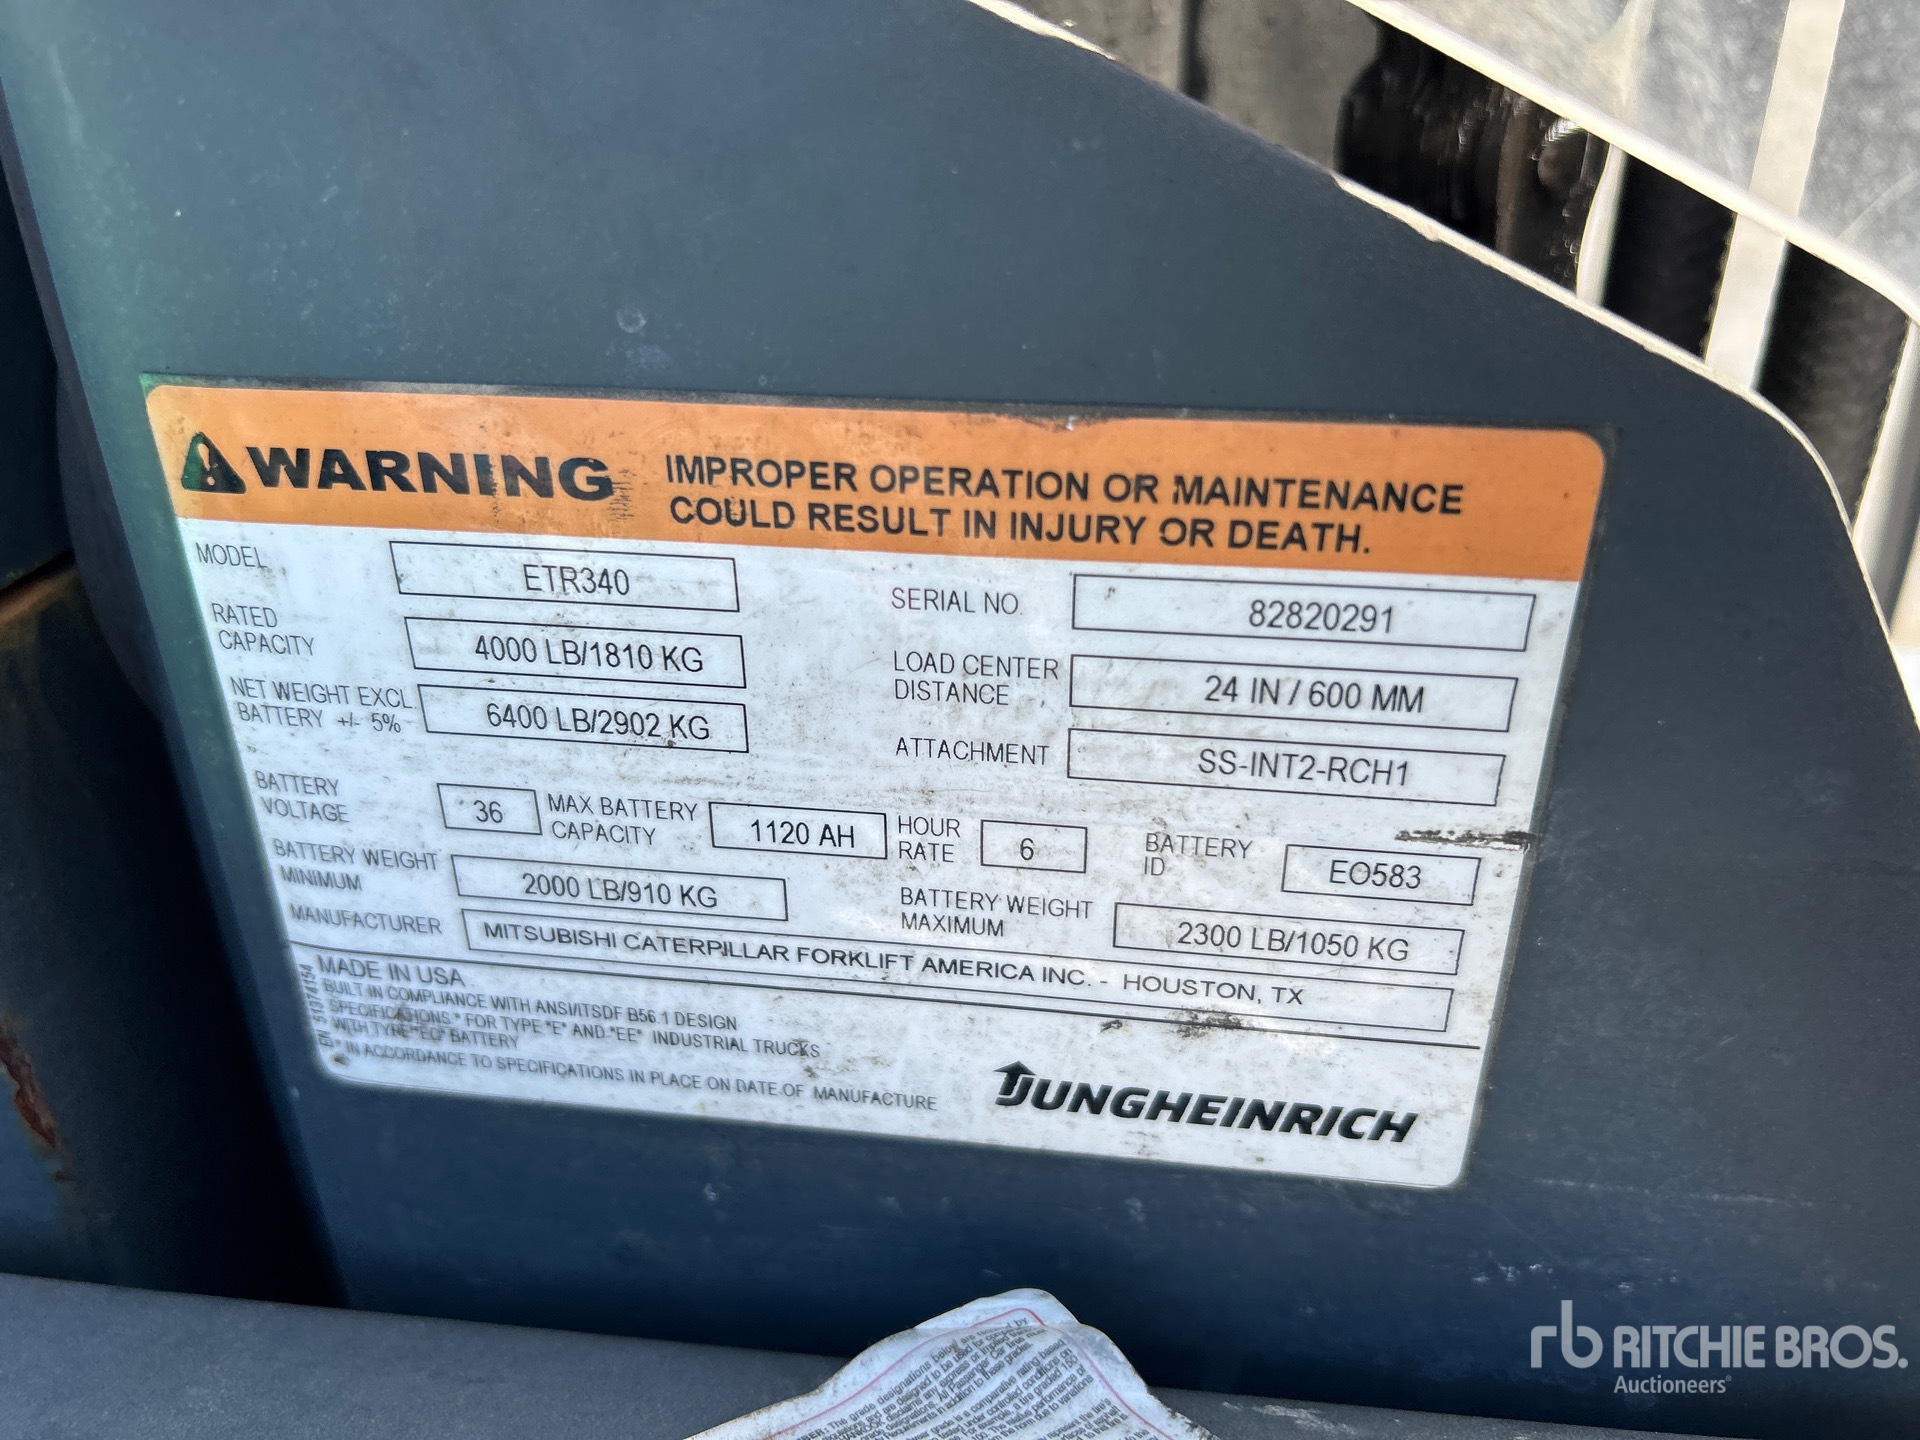 WARNING
IMPROPER OPERATION OR MAINTENANCE
COULD RESULT IN INJURY OR DEATH.
MODEL ETR340
SERIAL NO. 82820291
RATED
CAPACITY 4000 LB/1810 KG
LOAD CENTER
DISTANCE 24 IN / 600 MM
NET WEIGHT EXCL
BATTERY +/- 5% 6400 LB/2902 KG
ATTACHMENT SS-INT2-RCH1
BATTERY
VOLTAGE 36
MAX BATTERY
CAPACITY 1120 AH
HOUR
RATE 6
BATTERY
ID EO583
BATTERY WEIGHT
MINIMUM 2000 LB/910 KG
BATTERY WEIGHT
MAXIMUM 2300 LB/1050 KG
MANUFACTURER MITSUBISHI CATERPILLAR FORKLIFT AMERICA INC. - HOUSTON, TX
MADE IN USA
BUILT IN COMPLIANCE WITH ANSI/ITSDF B56.1 DESIGN
SPECIFICATIONS * FOR TYPE "E" AND "EE" INDUSTRIAL TRUCKS
WITH TYPE "EO" BATTERY
* IN ACCORDANCE TO SPECIFICATIONS IN PLACE ON DATE OF MANUFACTURE
JUNGHEINRICH
rb RITCHIE BROS.
Auctioneers